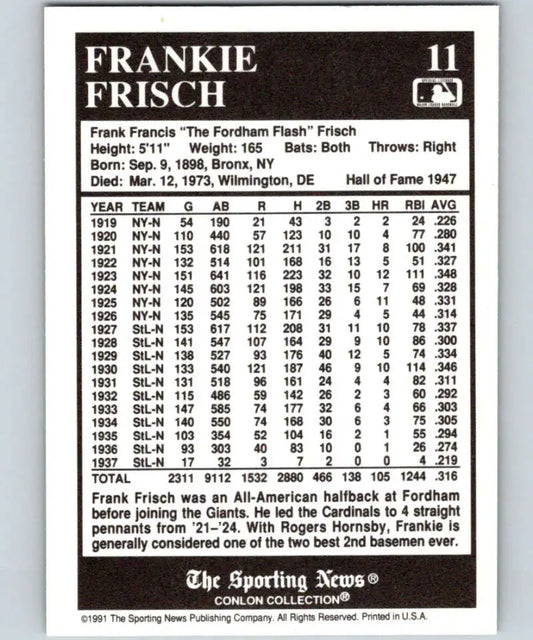 FRANKIE 11
FRISCH
OFFICIAL LICENSEE
MAJOR LEAGUE BASEBALL
Frank Francis "The Fordham Flash" Frisch
Height: 5'11" Weight: 165 Bats: Both Throws: Right
Born: Sep. 9, 1898, Bronx, NY
Died: Mar. 12, 1973, Wilmington, DE Hall of Fame 1947
YEAR TEAM G AB R H 2B 3B HR RBI AVG
1919 NY-N 54 190 21 43 3 2 2 24 .226
1920 NY-N 110 440 57 123 10 10 4 77 .280
1921 NY-N 153 618 121 211 31 17 8 100 .341
1922 NY-N 132 514 101 168 16 13 5 51 .327
1923 NY-N 151 641 116 223 32 10 12 111 .348
1924 NY-N 145 603 121 198 33 15 7 69 .328
1925 NY-N 120 502 89 166 26 6 11 48 .331
1926 NY-N 135 545 75 171 29 4 5 44 .314
1927 StL-N 153 617 112 208 31 11 10 78 .337
1928 StL-N 141 547 107 164 29 9 10 86 .300
1929 StL-N 138 527 93 176 40 12 5 74 .334
1930 StL-N 133 540 121 187 46 9 10 114 .346
1931 StL-N 131 518 96 161 24 4 4 82 .311
1932 StL-N 115 486 59 142 26 2 3 60 .292
1933 StL-N 147 585 74 177 32 6 4 66 .303
1934 StL-N 140 550 74 168 30 6 3 75 .305
1935 StL-N 103 354 52 104 16 2 1 55 .294
1936 StL-N 93 303 40 83 10 0 1 26 .274
1937 StL-N 17 32 3 7 2 0 0 4 .219
TOTAL 2311 9112 1532 2880 466 138 105 1244 .316
Frank Frisch was an All-American halfback at Fordham
before joining the Giants. He led the Cardinals to 4 straight
pennants from '21-'24. With Rogers Hornsby, Frankie is
generally considered one of the two best 2nd basemen ever.
The Sporting News®
CONLON COLLECTION®
©1991 The Sporting News Publishing Company. All Rights Reserved. Printed in U.S.A.